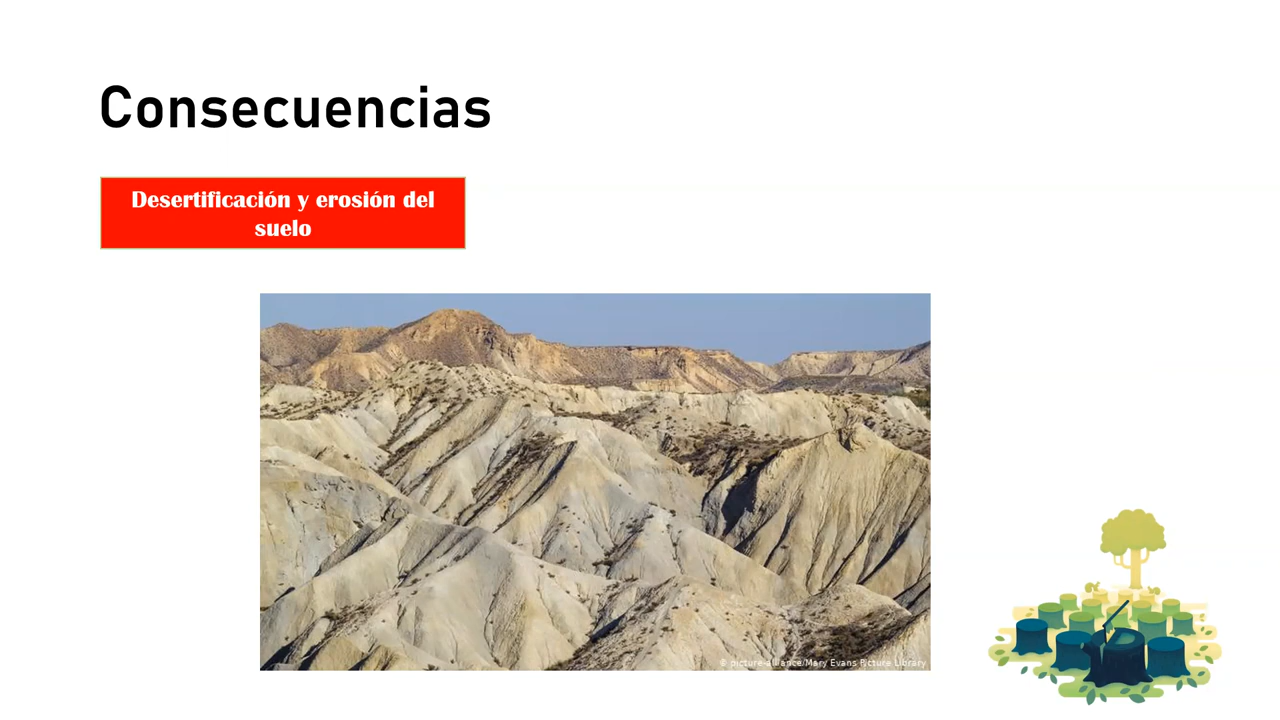 Consecuencias
Desertificación y erosión del
suelo
© picture-alliance/Mary Evans Picture Library